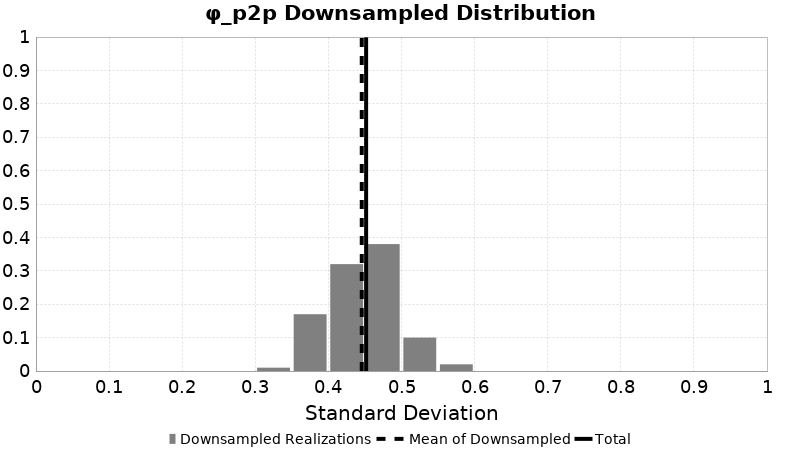 φ_p2p Downsampled Distribution
1
0.9
0.8
0.7
0.6
0.5
0.4
0.3
0.2
0.1
0
0 0.1 0.2 0.3 0.4 0.5 0.6 0.7 0.8 0.9 1
Standard Deviation
Downsampled Realizations Mean of Downsampled Total